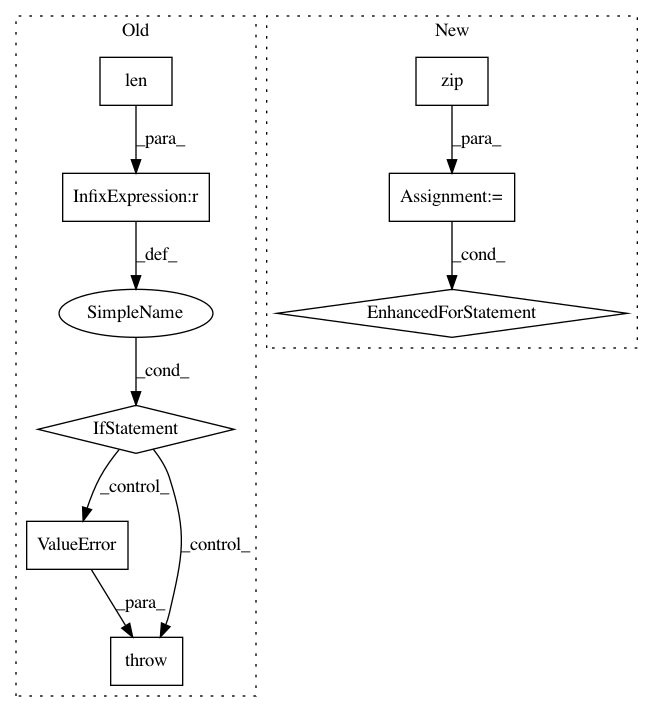 Old
New
len
zip
_para_
_para_
InfixExpression:r
Assignment:=
_def_
_cond_
SimpleName
EnhancedForStatement
_cond_
IfStatement
_control_
ValueError
_control_
_para_
throw